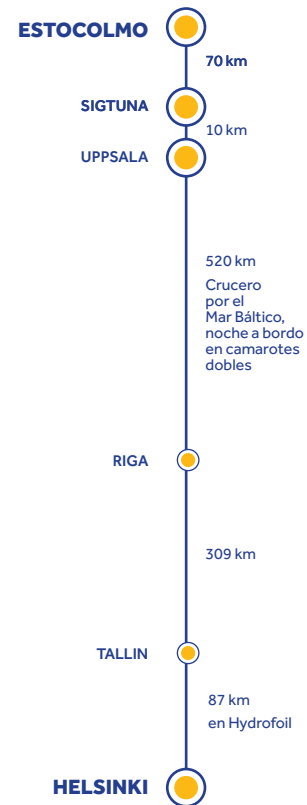 ESTOCOLMO
70 km
SIGTUNA
10 km
UPPSALA
520 km
Crucero
por el
Mar Báltico,
noche a bordo
en camarotes
dobles
RIGA
309 km
TALLIN
87 km
en Hydrofoil
HELSINKI